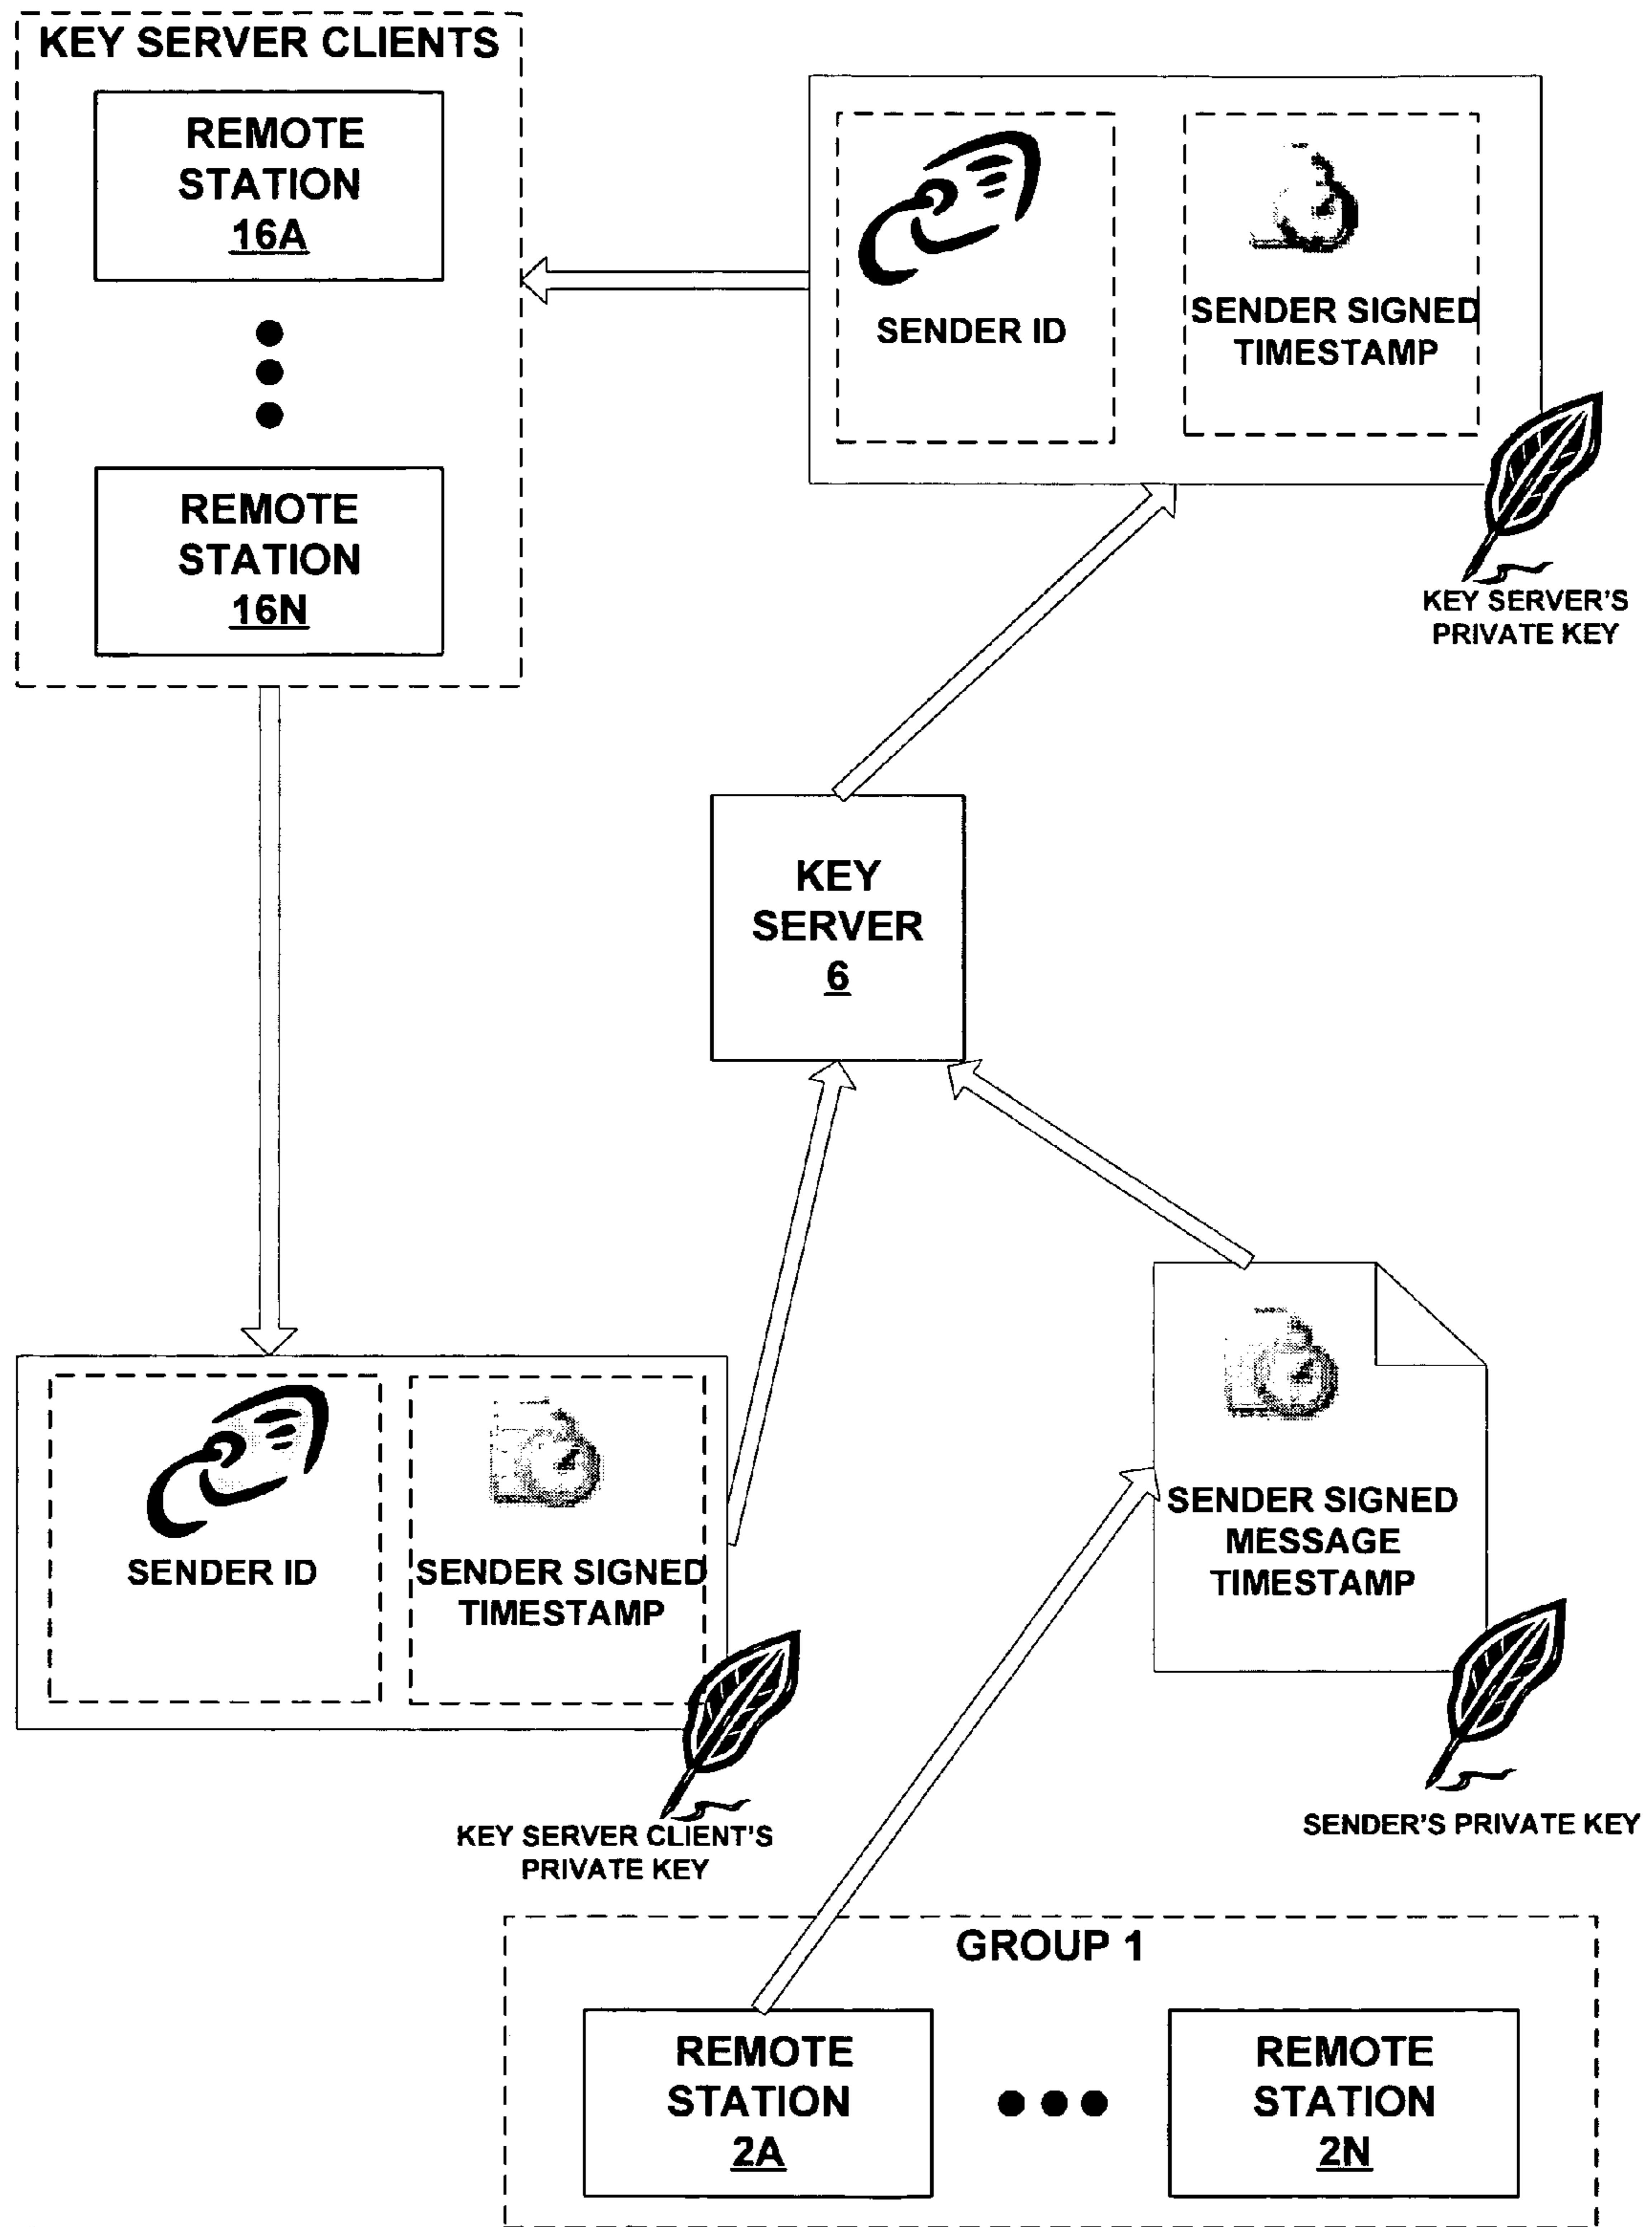 KEY SERVER CLIENTS
REMOTE
STATION
16A
REMOTE
STATION
16N
SENDER ID
SENDER SIGNED
TIMESTAMP
KEY SERVER'S
PRIVATE KEY
KEY
SERVER
6
SENDER ID
SENDER SIGNED
TIMESTAMP
KEY SERVER CLIENT'S
PRIVATE KEY
SENDER SIGNED
MESSAGE
TIMESTAMP
SENDER'S PRIVATE KEY
GROUP 1
REMOTE
STATION
2A
REMOTE
STATION
2N